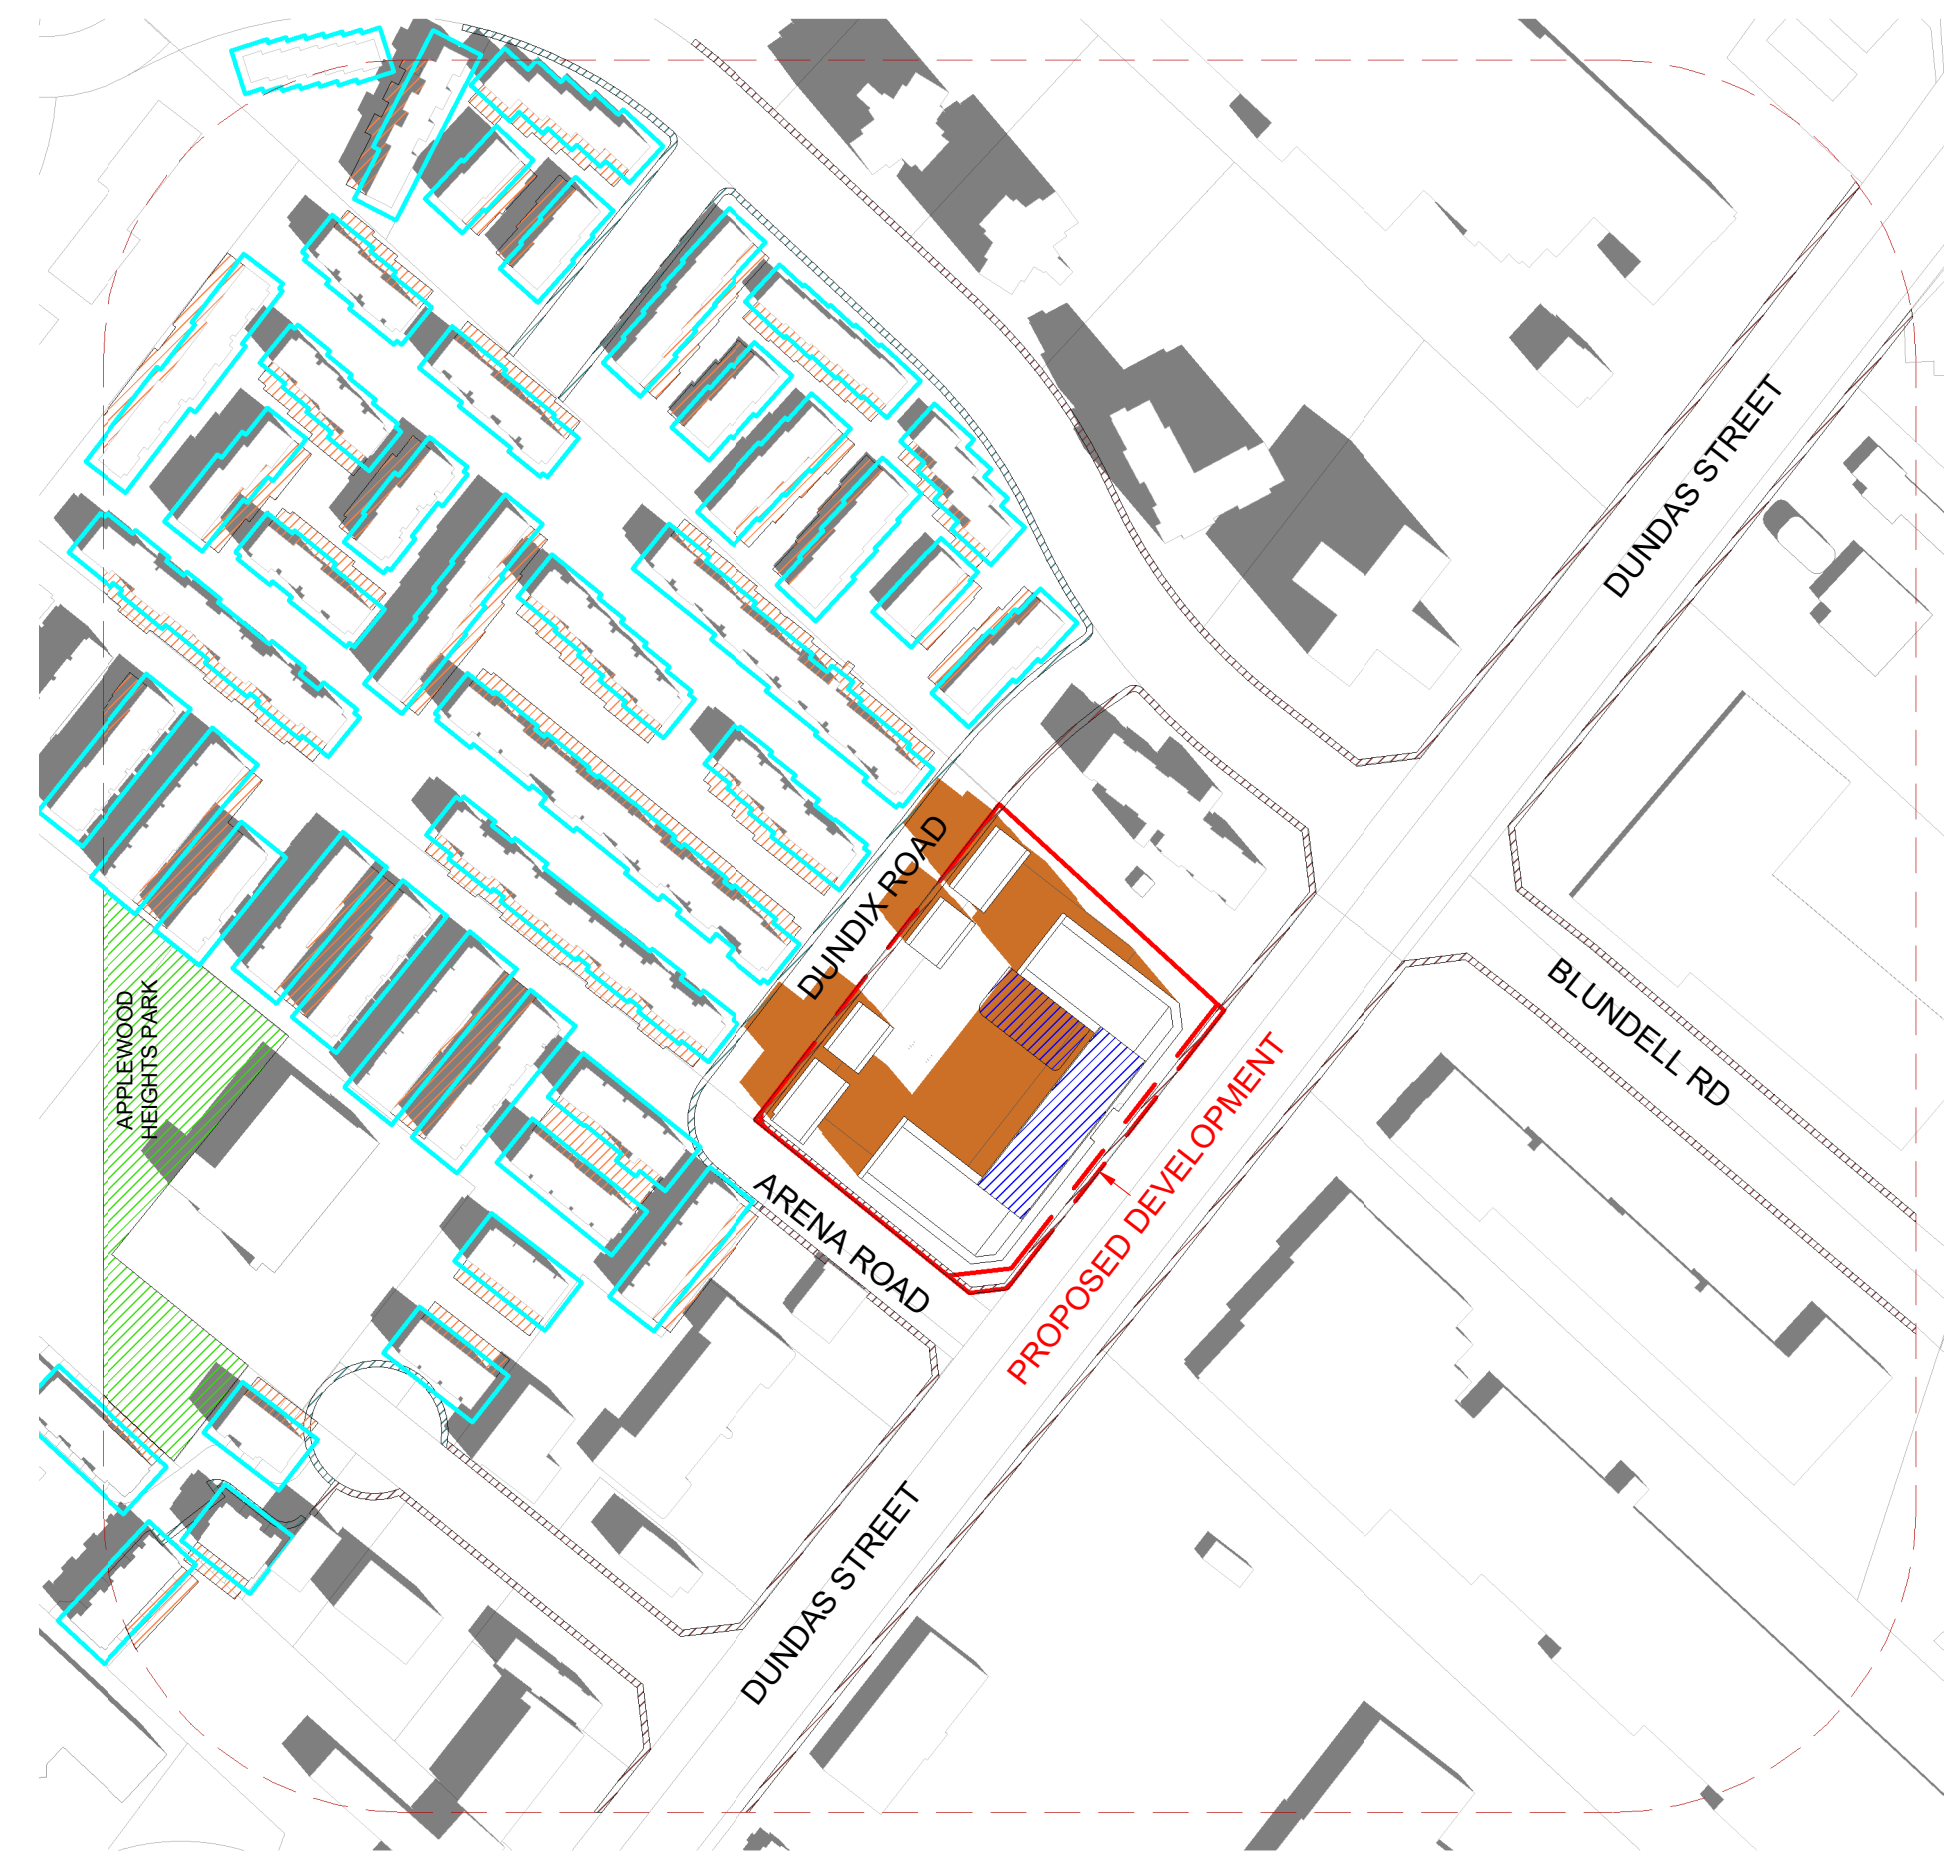 DUNDAS STREET
DUNDIX ROAD
BLUNDELL RD
APPLEWOOD
HEIGHTS PARK
PROPOSED DEVELOPMENT
ARENA ROAD
DUNDAS STREET